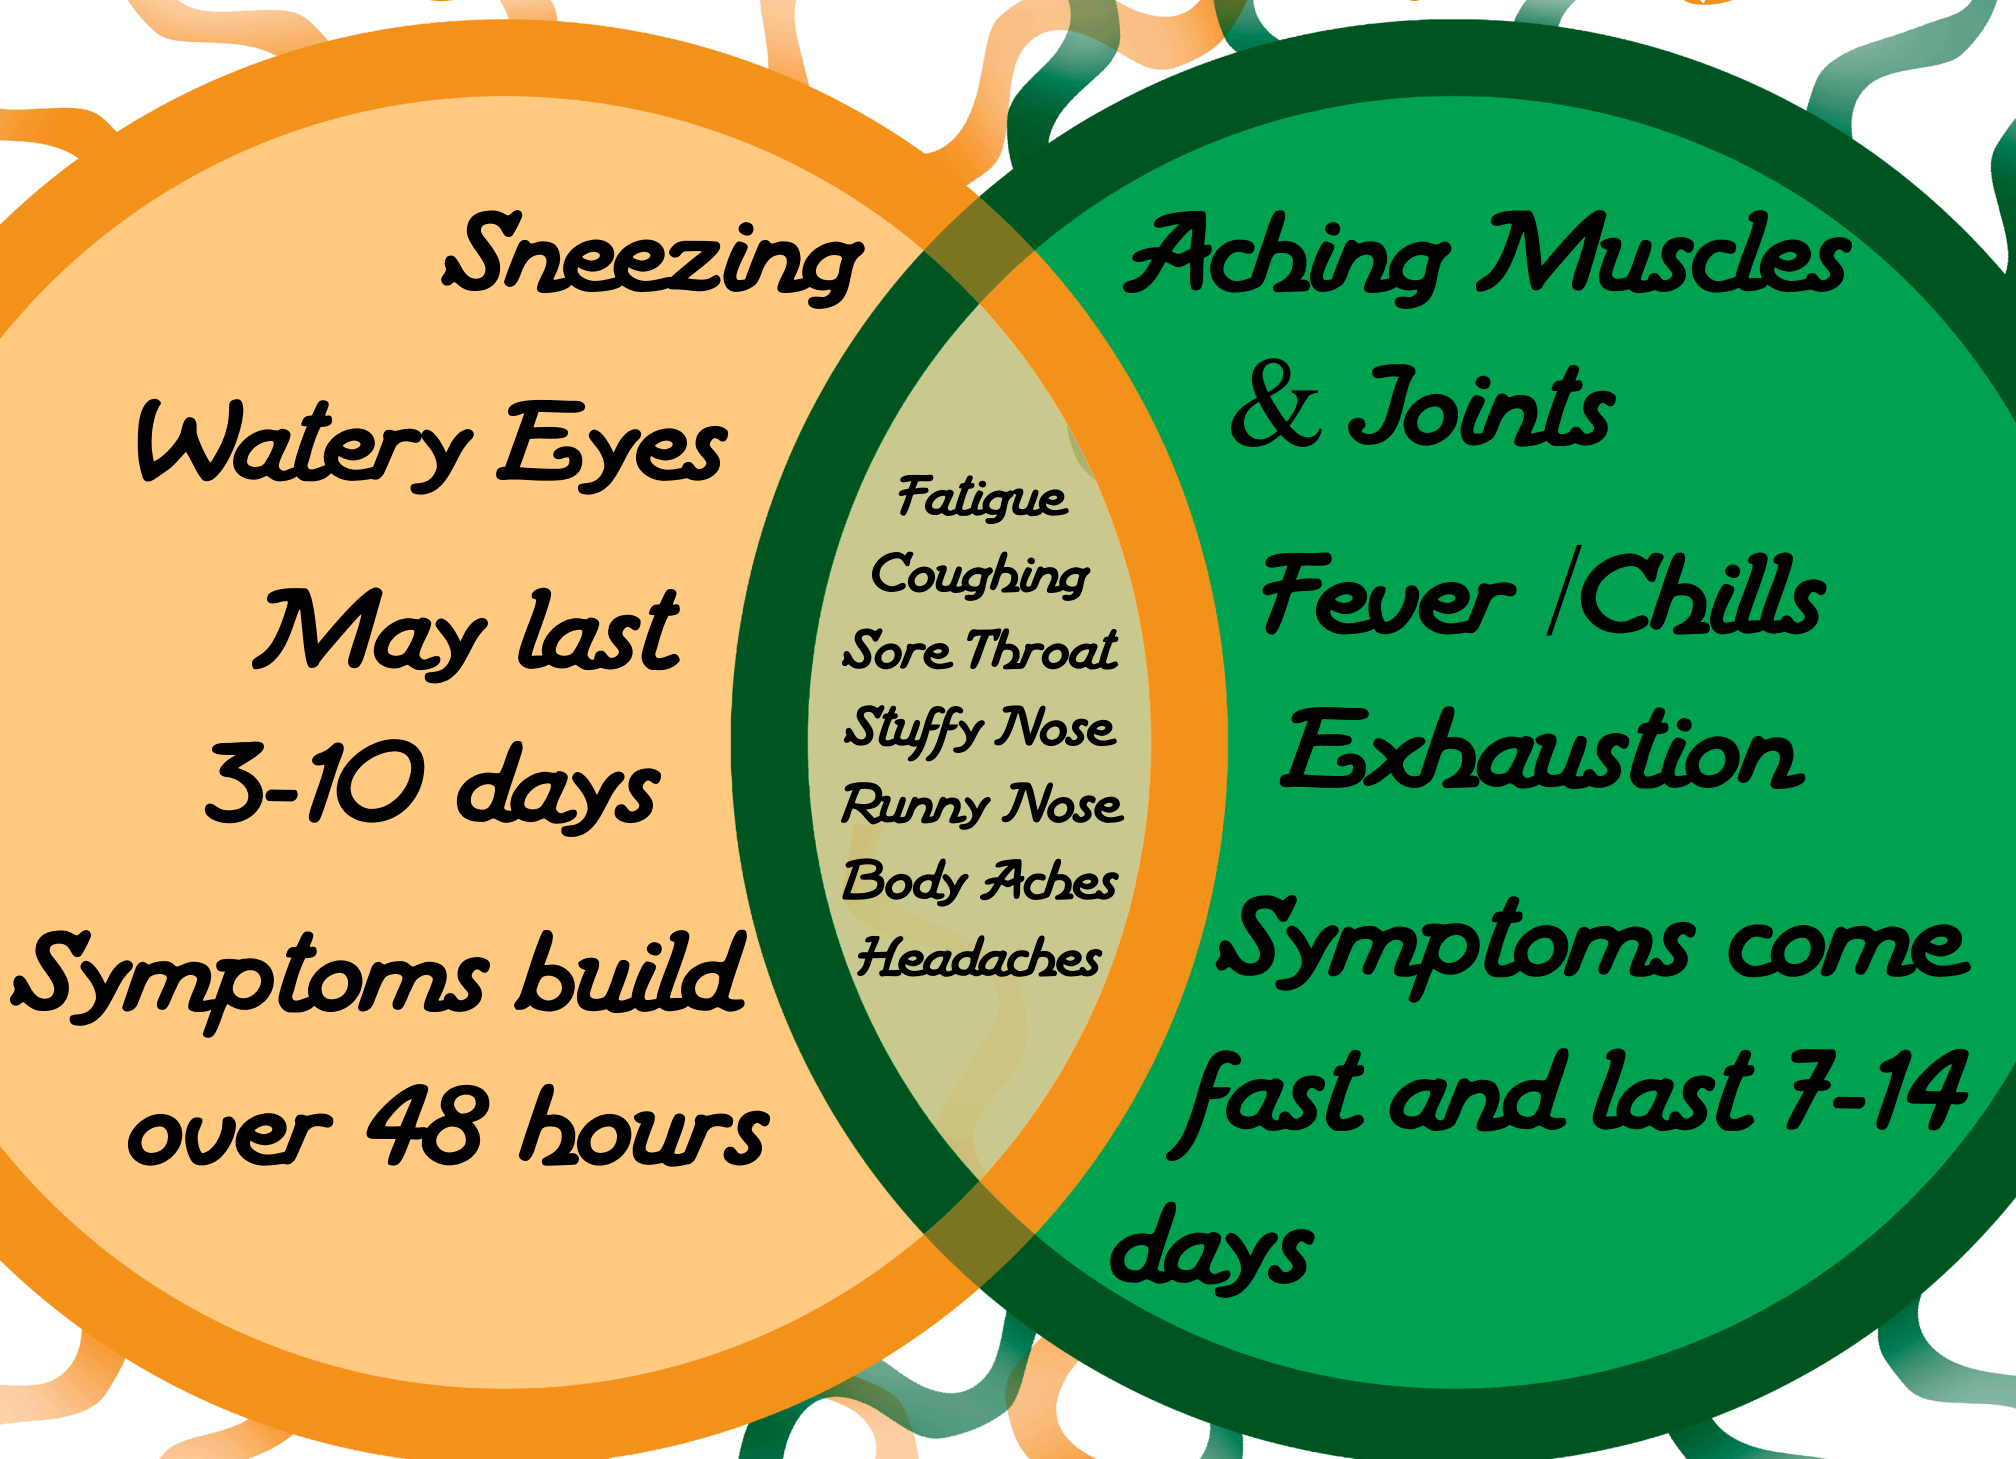 Sneezing
Watery Eyes
May last
3-10 days
Symptoms build
over 48 hours
Fatigue
Coughing
Sore Throat
Stuffy Nose
Runny Nose
Body Aches
Headaches
Aching Muscles
& Joints
Fever /Chills
Exhaustion
Symptoms come
fast and last 7-14
days